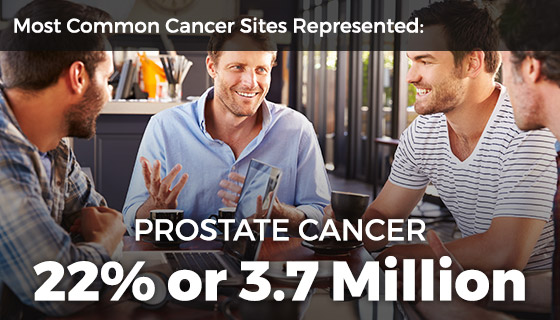 Most Common Cancer Sites Represented:
PROSTATE CANCER
22% or 3.7 Million